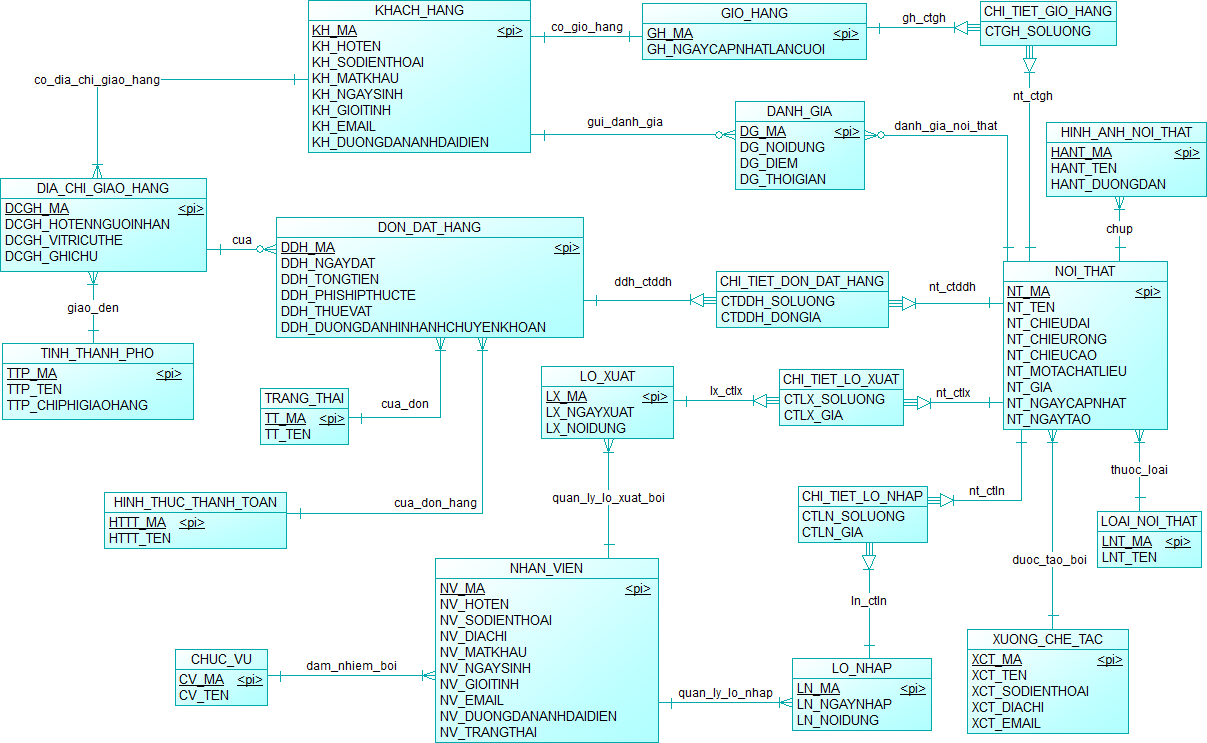 KHACH_HANG
KH_MA <pi>
KH_HOTEN
KH_SODIENTHOAI
KH_MATKHAU
KH_NGAYSINH
KH_GIOITINH
KH_EMAIL
KH_DUONGDANANHDAIDIEN
co_gio_hang
GIO_HANG
GH_MA <pi>
GH_NGAYCAPNHATLANCUOI
gh_ctgh
CHI_TIET_GIO_HANG
CTGH_SOLUONG
nt_ctgh
co_dia_chi_giao_hang
gui_danh_gia
DANH_GIA
DG_MA <pi>
DG_NOIDUNG
DG_DIEM
DG_THOIGIAN
danh_gia_noi_that
HINH_ANH_NOI_THAT
HANT_MA <pi>
HANT_TEN
HANT_DUONGDAN
chup
DIA_CHI_GIAO_HANG
DCGH_MA <pi>
DCGH_HOTENNGUOINHAN
DCGH_VITRICUTHE
DCGH_GHICHU
cua
DON_DAT_HANG
DDH_MA <pi>
DDH_NGAYDAT
DDH_TONGTIEN
DDH_PHISHIPTHUCTE
DDH_THUEVAT
DDH_DUONGDANHINHANHCHUYENKHOAN
ddh_ctddh
CHI_TIET_DON_DAT_HANG
CTDDH_SOLUONG
CTDDH_DONGIA
nt_ctddh
NOI_THAT
NT_MA <pi>
NT_TEN
NT_CHIEUDAI
NT_CHIEURONG
NT_CHIEUCAO
NT_MOTACHATLIEU
NT_GIA
NT_NGAYCAPNHAT
NT_NGAYTAO
giao_den
TINH_THANH_PHO
TTP_MA <pi>
TTP_TEN
TTP_CHIPHIGIAOHANG
TRANG_THAI
TT_MA <pi>
TT_TEN
cua_don
LO_XUAT
LX_MA <pi>
LX_NGAYXUAT
LX_NOIDUNG
lx_ctlx
CHI_TIET_LO_XUAT
CTLX_SOLUONG
CTLX_GIA
nt_ctlx
thuoc_loai
HINH_THUC_THANH_TOAN
HTTT_MA <pi>
HTTT_TEN
cua_don_hang
quan_ly_lo_xuat_boi
CHI_TIET_LO_NHAP
CTLN_SOLUONG
CTLN_GIA
nt_ctln
LOAI_NOI_THAT
LNT_MA <pi>
LNT_TEN
duoc_tao_boi
ln_ctln
NHAN_VIEN
NV_MA <pi>
NV_HOTEN
NV_SODIENTHOAI
NV_DIACHI
NV_MATKHAU
NV_NGAYSINH
NV_GIOITINH
NV_EMAIL
NV_DUONGDANANHDAIDIEN
NV_TRANGTHAI
CHUC_VU
CV_MA <pi>
CV_TEN
dam_nhiem_boi
quan_ly_lo_nhap
LO_NHAP
LN_MA <pi>
LN_NGAYNHAP
LN_NOIDUNG
XUONG_CHE_TAC
XCT_MA <pi>
XCT_TEN
XCT_SODIENTHOAI
XCT_DIACHI
XCT_EMAIL